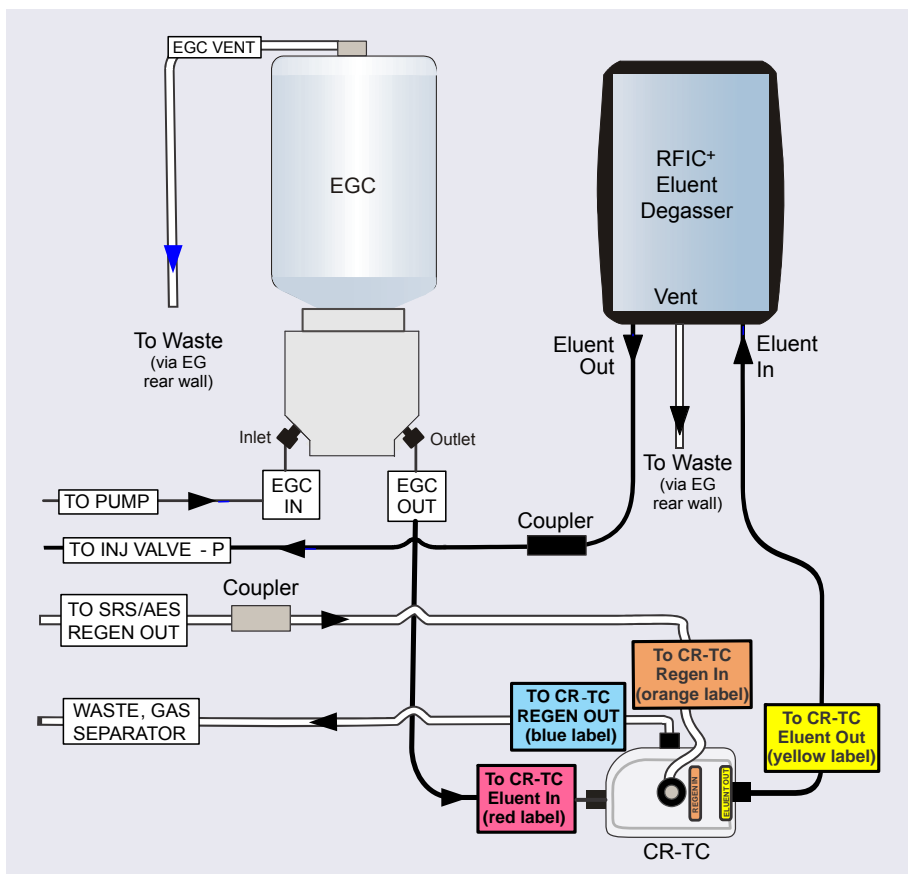 EGC VENT
EGC
RFIC+
Eluent
Degasser
Vent
To Waste
(via EG
rear wall)
Eluent
Out
Eluent
In
Inlet
Outlet
To Waste
(via EG
rear wall)
EGC
IN
EGC
OUT
TO PUMP
Coupler
TO INJ VALVE - P
Coupler
TO SRS/AES
REGEN OUT
To CR-TC
Regen In
(orange label)
TO CR-TC
REGEN OUT
(blue label)
WASTE, GAS
SEPARATOR
To CR-TC
Eluent Out
(yellow label)
To CR-TC
Eluent In
(red label)
REGEN IN
ELUENT OUT
CR-TC